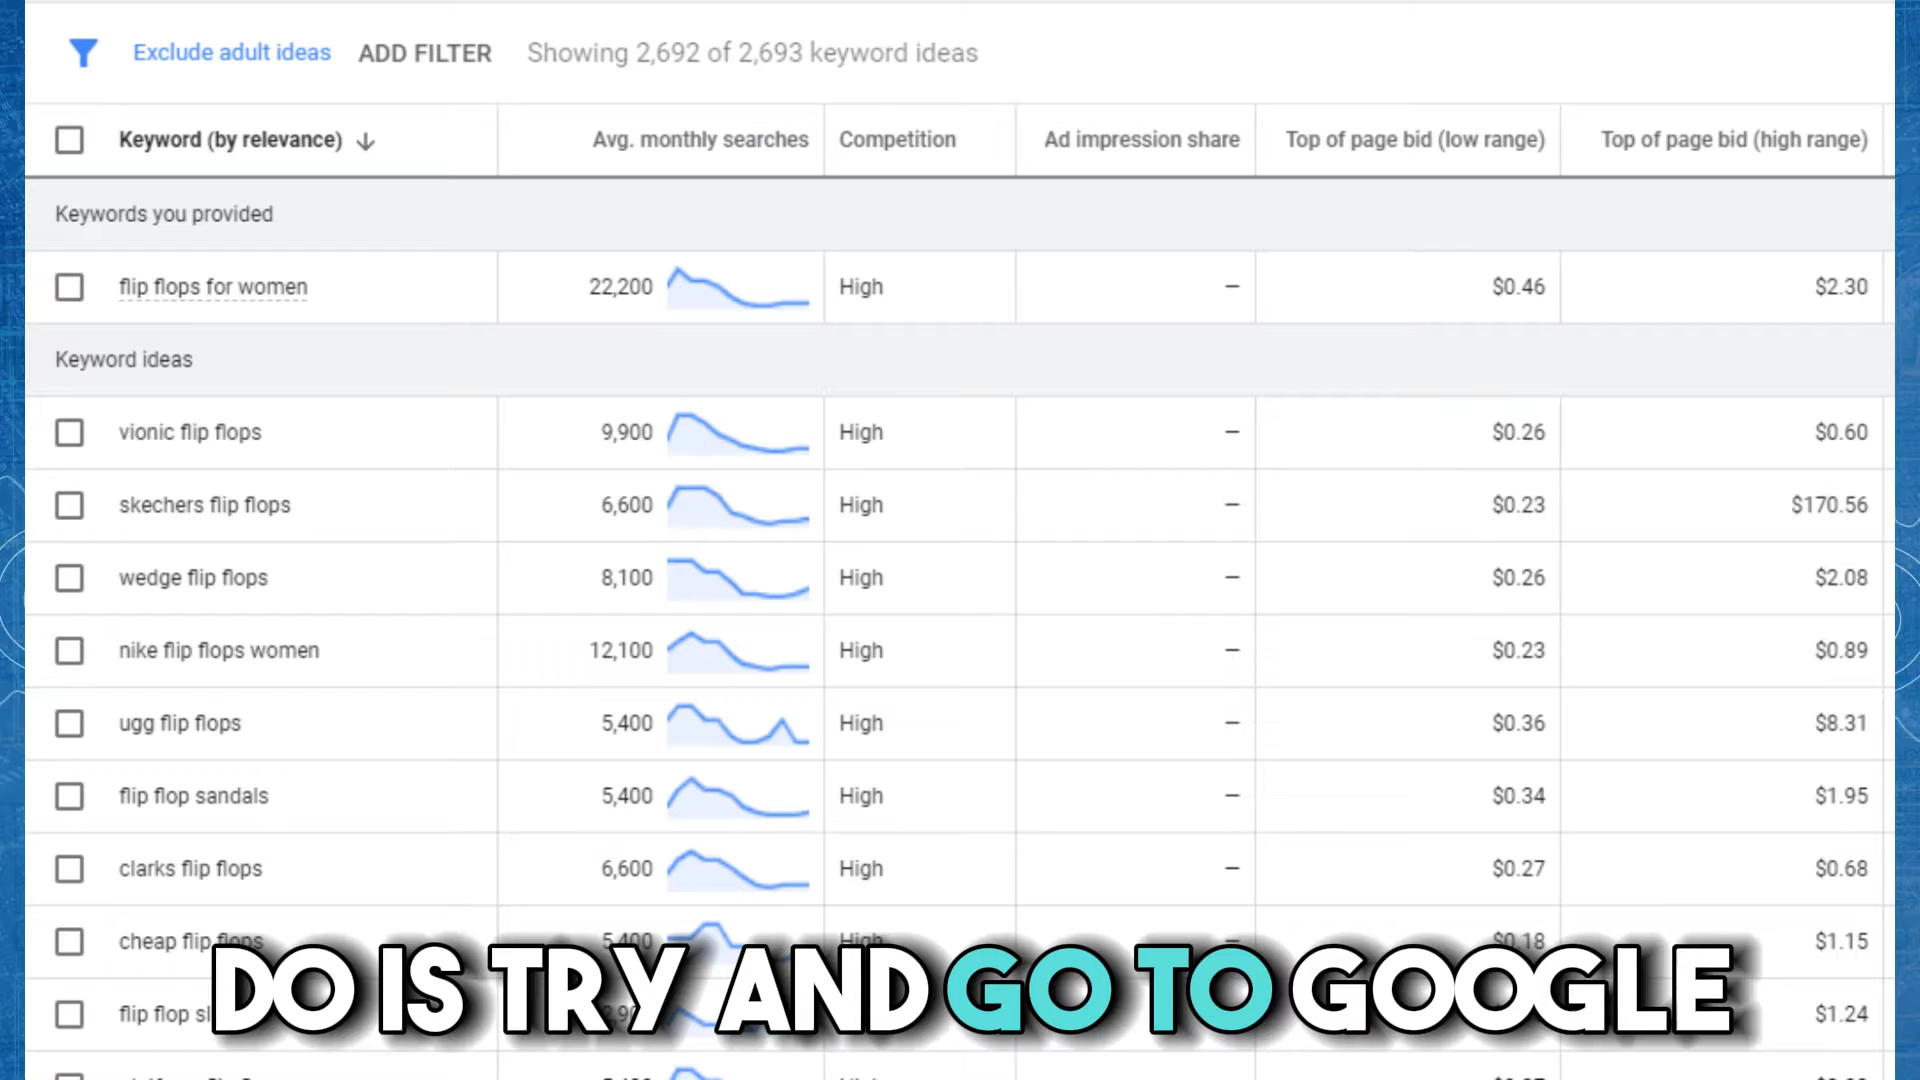 Exclude adult ideas ADD FILTER Showing 2,692 of 2,693 keyword ideas
Keyword (by relevance) Avg. monthly searches Competition Ad impression share Top of page bid (low range) Top of page bid (high range)
Keywords you provided
flip flops for women 22,200 High – $0.46 $2.30
Keyword ideas
vionic flip flops 9,900 High – $0.26 $0.60
skechers flip flops 6,600 High – $0.23 $170.56
wedge flip flops 8,100 High – $0.26 $2.08
nike flip flops women 12,100 High – $0.23 $0.89
ugg flip flops 5,400 High – $0.36 $8.31
flip flop sandals 5,400 High – $0.34 $1.95
clarks flip flops 6,600 High – $0.27 $0.68
cheap flip flops 5,400 High – $0.18 $1.15
flip flop $1.24
DO IS TRY AND GO TO GOOGLE